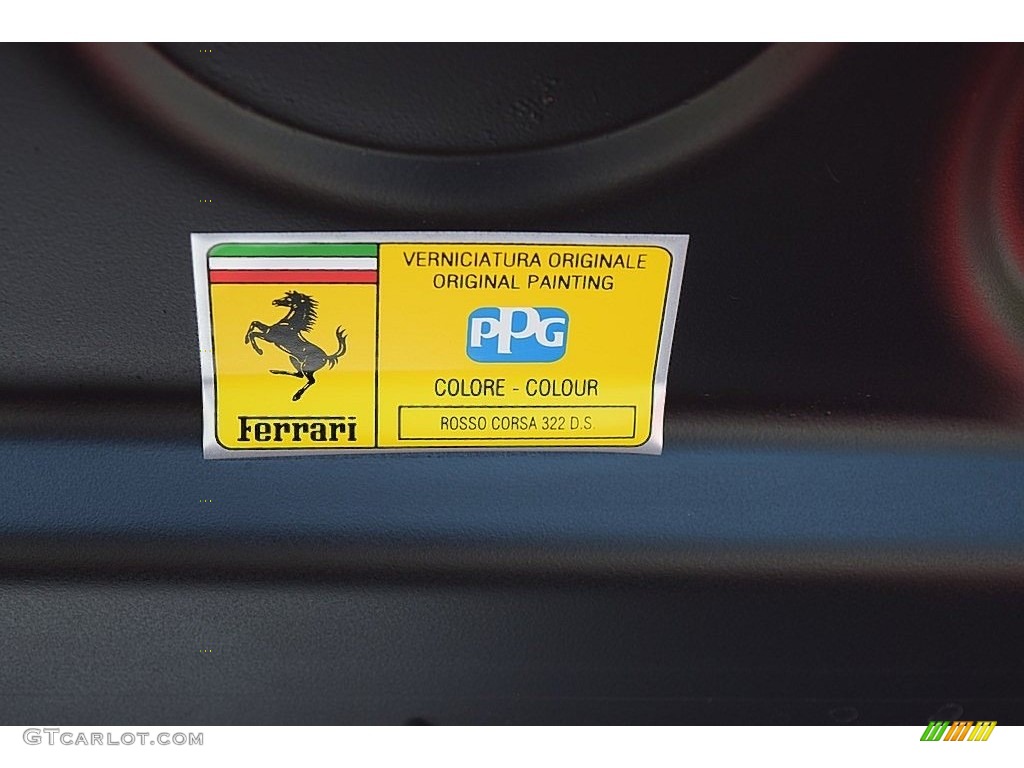 VERNICIATURA ORIGINALE
ORIGINAL PAINTING
PPG
COLORE - COLOUR
ROSSO CORSA 322 D.S.
Ferrari
GTCARLOT.COM